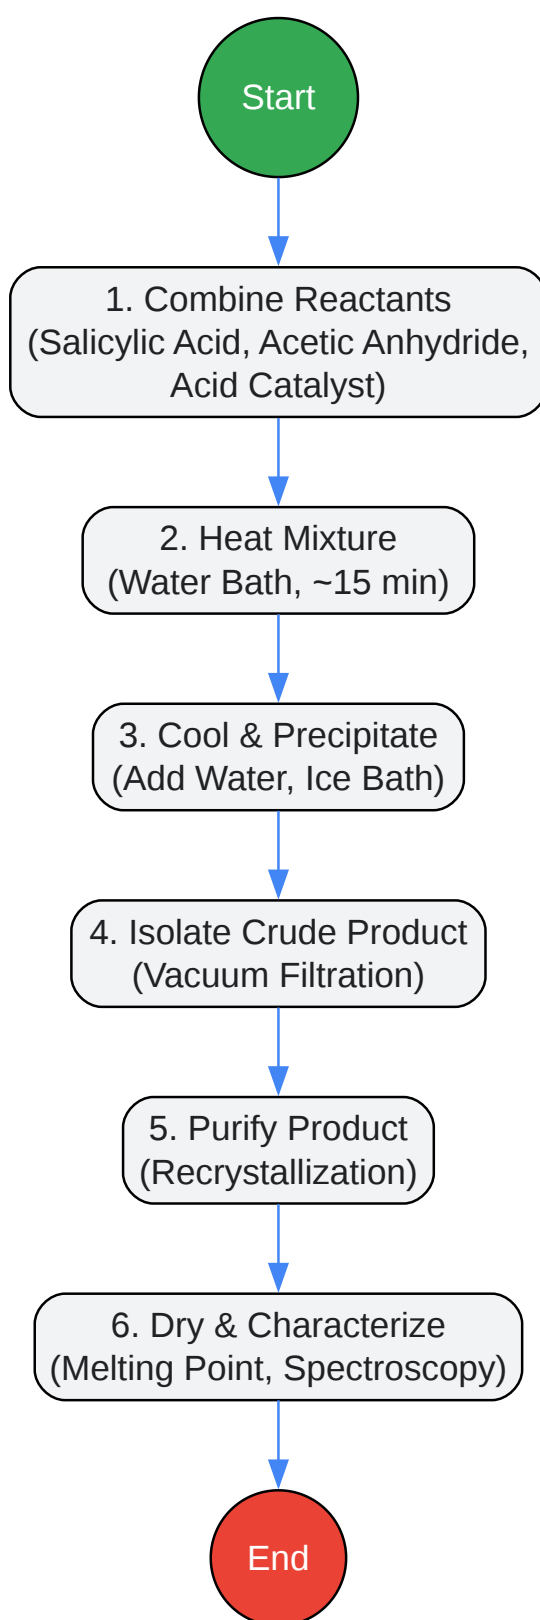 Start
1. Combine Reactants
(Salicylic Acid, Acetic Anhydride,
Acid Catalyst)
2. Heat Mixture
(Water Bath, ~15 min)
3. Cool & Precipitate
(Add Water, Ice Bath)
4. Isolate Crude Product
(Vacuum Filtration)
5. Purify Product
(Recrystallization)
6. Dry & Characterize
(Melting Point, Spectroscopy)
End